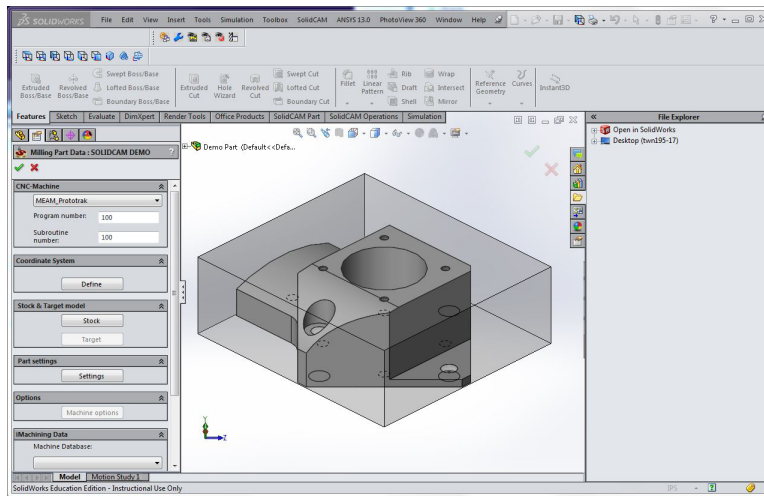 SOLIDWORKS File Edit View Insert Tools Simulation Toolbox SolidCAM ANSYS 13.0 PhotoView 360 Window Help
Extruded Boss/Base
Revolved Boss/Base
Swept Boss/Base
Lofted Boss/Base
Boundary Boss/Base
Extruded Cut
Hole Wizard
Revolved Cut
Swept Cut
Lofted Cut
Boundary Cut
Fillet
Linear Pattern
Rib
Draft
Shell
Wrap
Intersect
Mirror
Reference Geometry
Curves
Instant3D
Features Sketch Evaluate DimXpert Render Tools Office Products SolidCAM Part SolidCAM Operations Simulation
File Explorer
Open in SolidWorks
Desktop (twn195-17)
Demo Part (Default<<Defa...
Milling Part Data : SOLIDCAM DEMO ?
CNC-Machine
MEAM_Prototrak
Program number: 100
Subroutine number: 100
Coordinate System
Define
Stock & Target model
Stock
Target
Part settings
Settings
Options
Machine options
iMachining Data
Machine Database:
Y
Z
Model Motion Study 1
SolidWorks Education Edition - Instructional Use Only
IPS